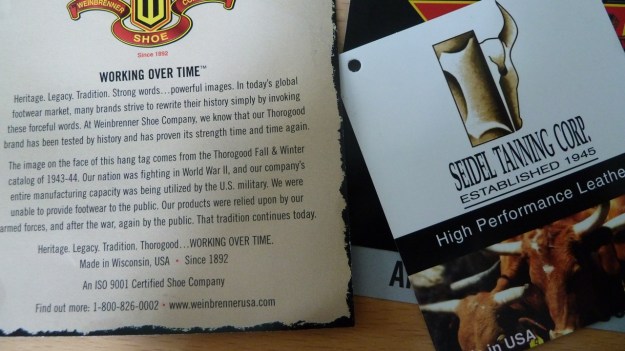 WEINBRENNER
SHOE
Since 1892
WORKING OVER TIME™
Heritage. Legacy. Tradition. Strong words...powerful images. In today's global
footwear market, many brands strive to rewrite their history simply by invoking
these forceful words. At Weinbrenner Shoe Company, we know that our Thorogood
brand has been tested by history and has proven its strength time and time again.
The image on the face of this hang tag comes from the Thorogood Fall & Winter
catalog of 1943-44. Our nation was fighting in World War II, and our company's
entire manufacturing capacity was being utilized by the U.S. military. We were
unable to provide footwear to the public. Our products were relied upon by our
armed forces, and after the war, again by the public. That tradition continues today.
Heritage. Legacy. Tradition. Thorogood...WORKING OVER TIME.
Made in Wisconsin, USA • Since 1892
An ISO 9001 Certified Shoe Company
Find out more: 1-800-826-0002 • www.weinbrennerusa.com
SEIDEL TANNING CORP.
ESTABLISHED 1945
High Performance Leathe
in USA